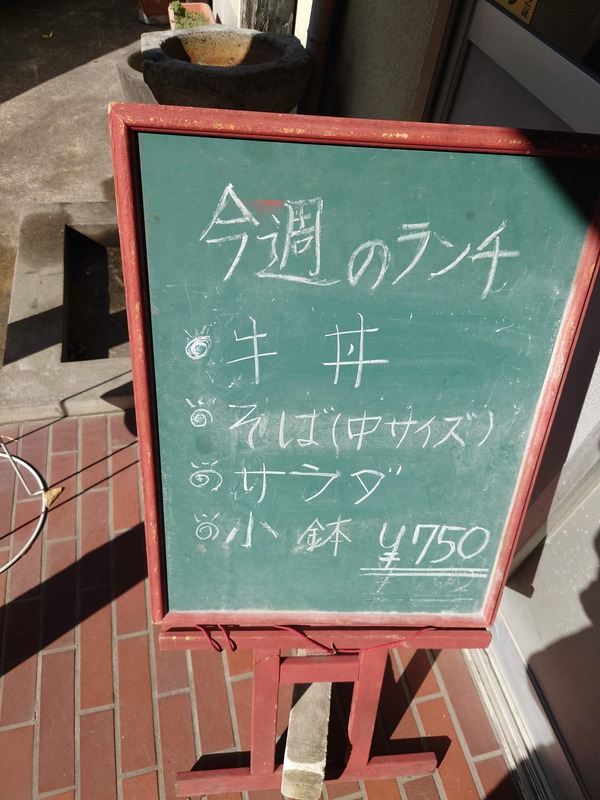 今週のランチ
牛丼
そば(中サイズ)
サラダ
小鉢 ¥750